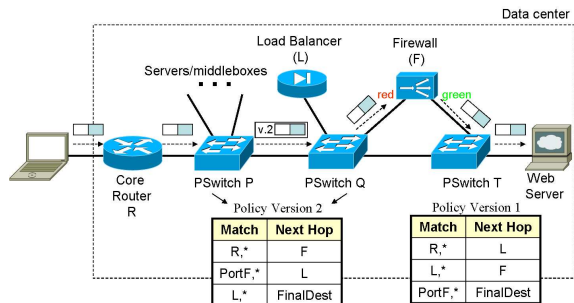 Data center
Load Balancer
(L)
Firewall
(F)
Servers/middleboxes
red
green
v.2
Core
Router
R
PSwitch P
PSwitch Q
PSwitch T
Web
Server
Policy Version 2
Match Next Hop
R,* F
PortF,* L
L,* FinalDest
Policy Version 1
Match Next Hop
R,* L
L,* F
PortF,* FinalDest